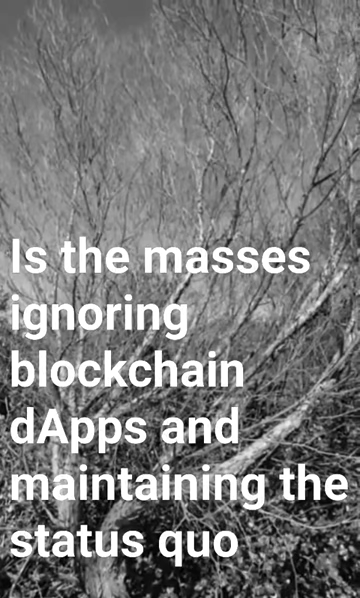 Is the masses
ignoring
blockchain
dApps and
maintaining the
status quo